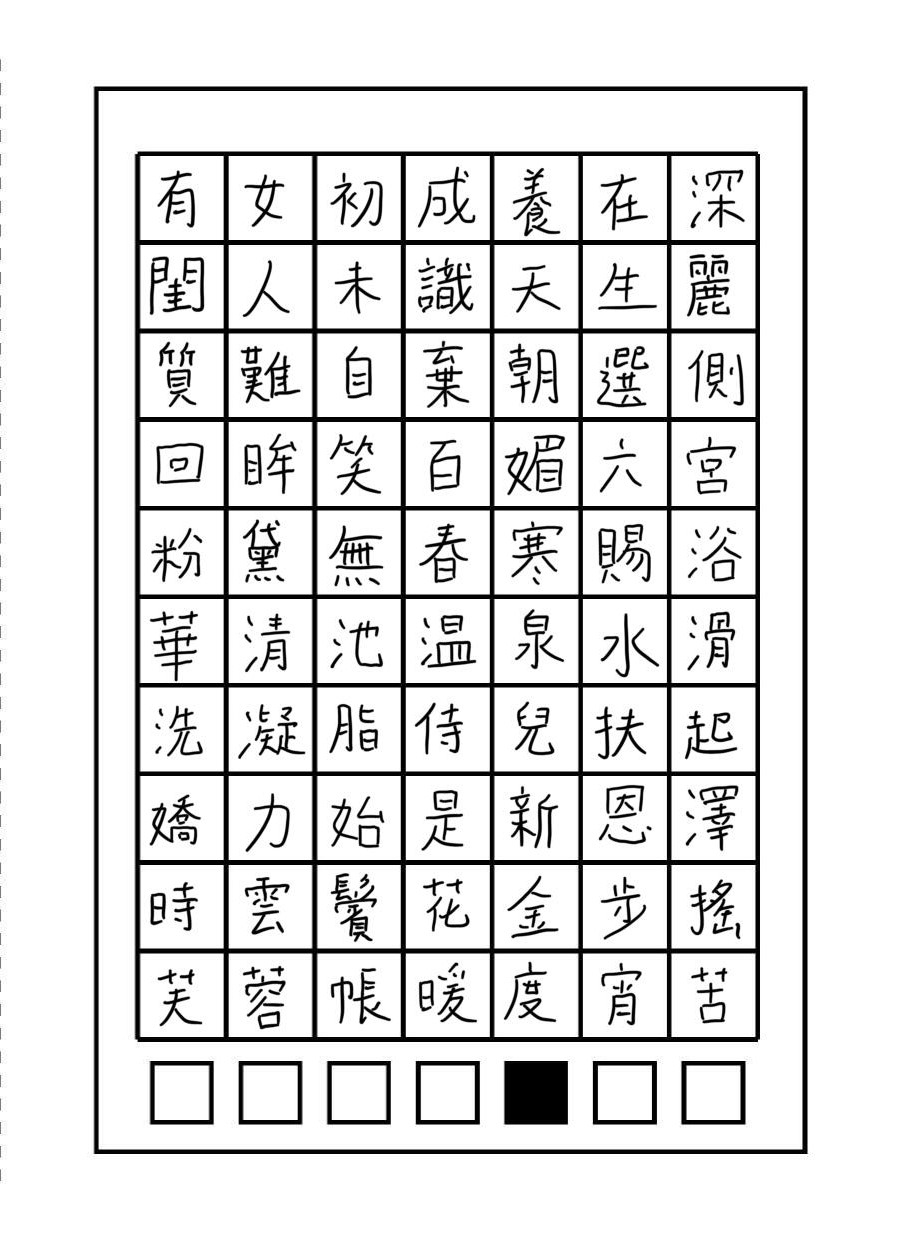 有女初成養在深
閨人未識天生麗
質難自棄朝選側
回眸笑百媚六宮
粉黛無春寒賜浴
華清池温泉水滑
洗凝脂侍兒扶起
嬌力始是新恩澤
時雲鬢花金步搖
芙蓉帳暖度宵苦